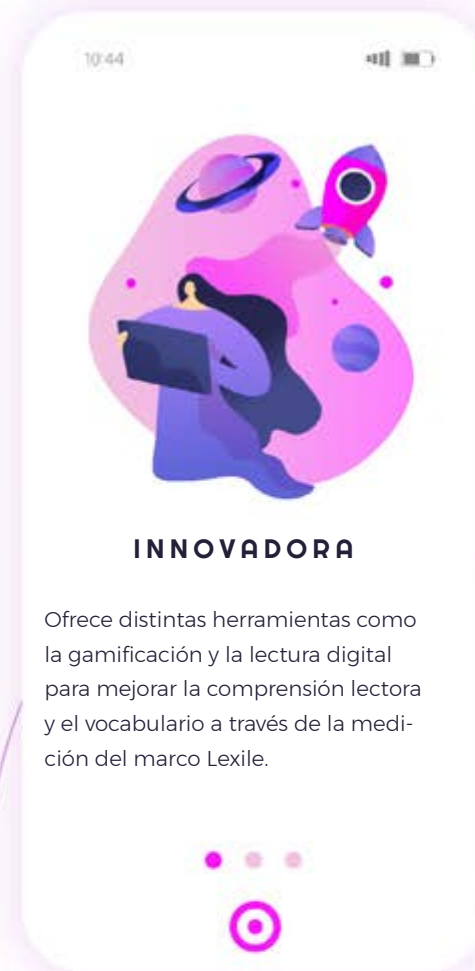 10:44
INNOVADORA
Ofrece distintas herramientas como
la gamificación y la lectura digital
para mejorar la comprensión lectora
y el vocabulario a través de la medi-
ción del marco Lexile.